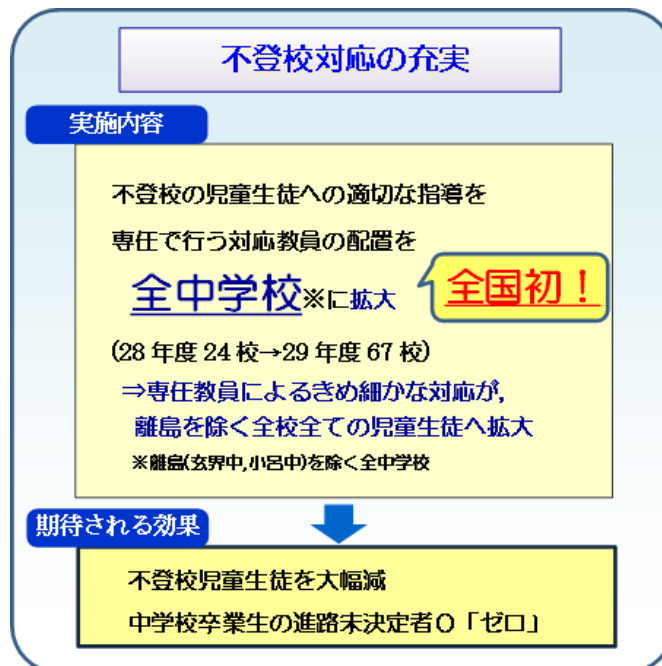 不登校対応の充実
実施内容
不登校の児童生徒への適切な指導を
専任で行う対応教員の配置を
全中学校※に拡大
全国初！
(28年度24校→29年度67校)
⇒専任教員によるきめ細かな対応が,
離島を除く全校全ての児童生徒へ拡大
※離島(玄界中,小呂中)を除く全中学校
期待される効果
不登校児童生徒を大幅減
中学校卒業生の進路未決定者０「ゼロ」